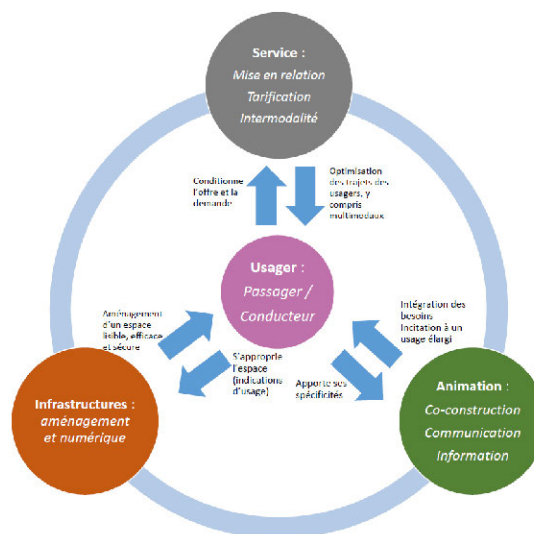 Service :
Mise en relation
Tarification
Intermodalité
Conditionne
l'offre et la
demande
Optimisation
des trajets des
usagers, y
compris
multimodaux
Usager :
Passager /
Conducteur
Aménagement
d'un espace
lisible, efficace
et sécure
S'approprie
l'espace
(indications
d'usage)
Intégration des
besoins
Incitation à un
usage élargi
Apporte ses
spécificités
Infrastructures :
aménagement
et numérique
Animation :
Co-construction
Communication
Information